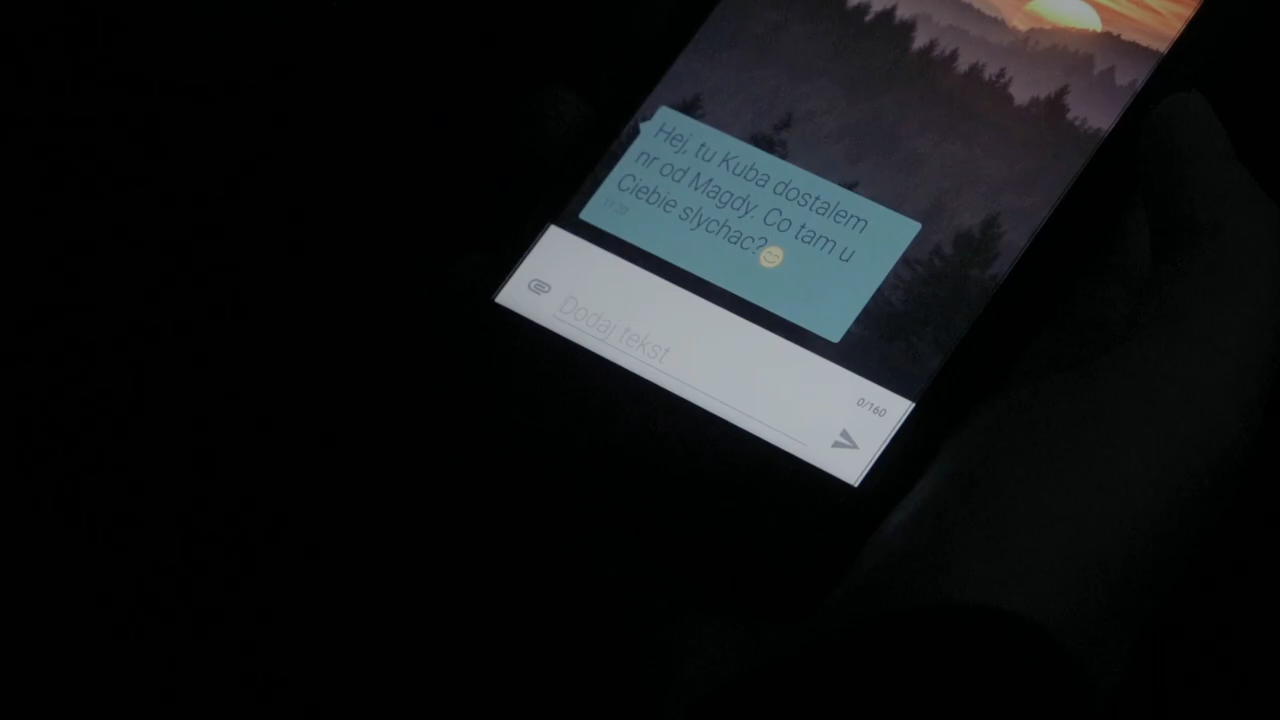 Hej, tu Kuba dostalem
nr od Magdy. Co tam u
Ciebie slychac?😊
Dodaj tekst
0/160